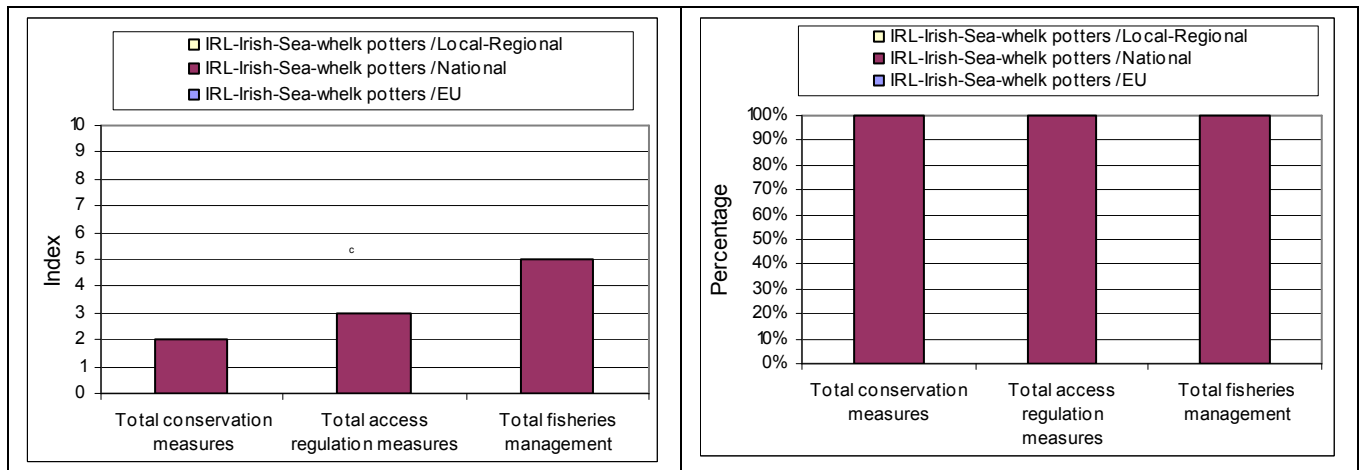 IRL-Irish-Sea-whelk potters /Local-Regional
IRL-Irish-Sea-whelk potters /National
IRL-Irish-Sea-whelk potters /EU
10
9
8
7
6
5
4
3
2
1
0
Index
c
Total conservation
measures
Total access
regulation measures
Total fisheries
management
IRL-Irish-Sea-whelk potters /Local-Regional
IRL-Irish-Sea-whelk potters /National
IRL-Irish-Sea-whelk potters /EU
100%
90%
80%
70%
60%
50%
40%
30%
20%
10%
0%
Percentage
Total conservation
measures
Total access
regulation
measures
Total fisheries
management